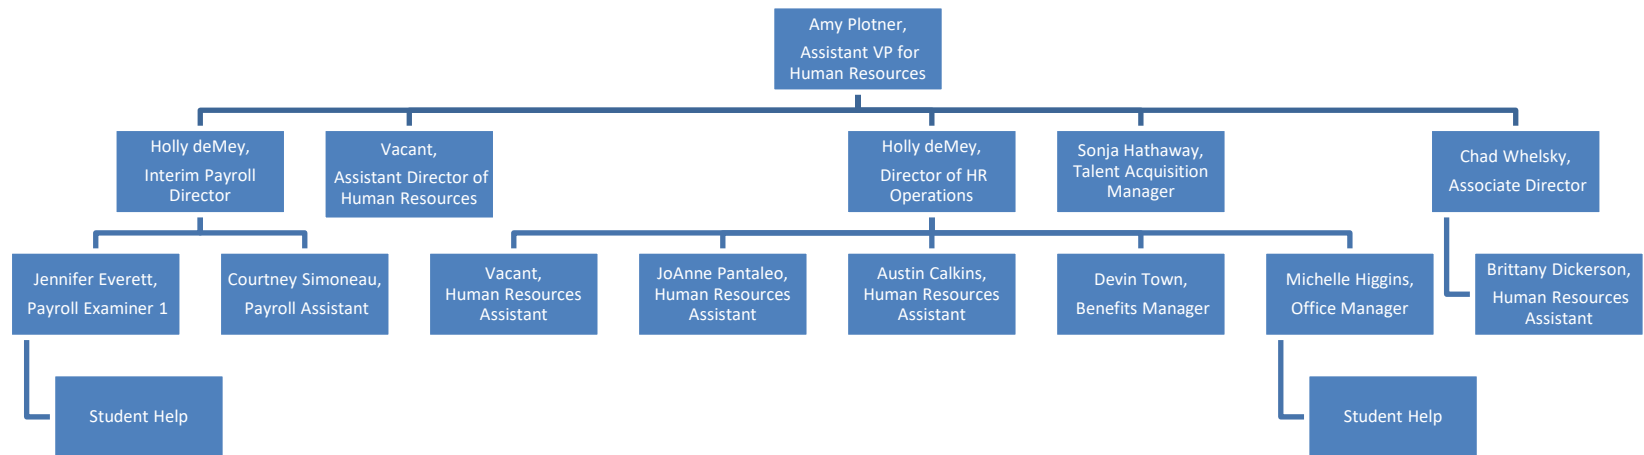 Amy Plotner,
Assistant VP for
Human Resources
Holly deMey,
Interim Payroll
Director
Vacant,
Assistant Director of
Human Resources
Holly deMey,
Director of HR
Operations
Sonja Hathaway,
Talent Acquisition
Manager
Chad Whelsky,
Associate Director
Jennifer Everett,
Payroll Examiner 1
Courtney Simoneau,
Payroll Assistant
Vacant,
Human Resources
Assistant
JoAnne Pantaleo,
Human Resources
Assistant
Austin Calkins,
Human Resources
Assistant
Devin Town,
Benefits Manager
Michelle Higgins,
Office Manager
Brittany Dickerson,
Human Resources
Assistant
Student Help
Student Help